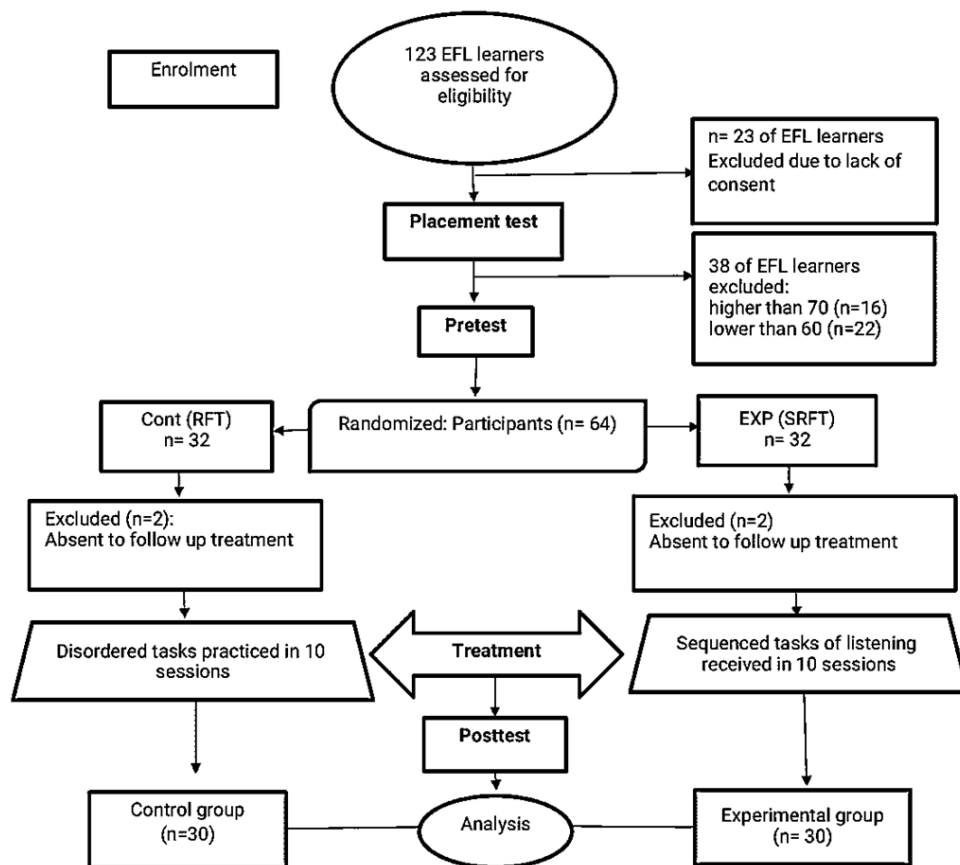 123 EFL learners
assessed for
eligibility
Enrolment
n= 23 of EFL learners
Excluded due to lack of
consent
Placement test
38 of EFL learners
excluded:
higher than 70 (n=16)
lower than 60 (n=22)
Pretest
Cont (RFT)
n= 32
Randomized: Participants (n= 64)
EXP (SRFT)
n= 32
Excluded (n=2):
Absent to follow up treatment
Excluded (n=2)
Absent to follow up treatment
Disordered tasks practiced in 10
sessions
Treatment
Sequenced tasks of listening
received in 10 sessions
Posttest
Control group
(n=30)
Analysis
Experimental group
(n= 30)